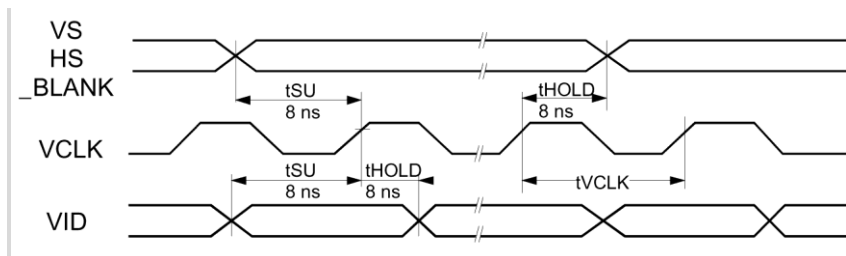 VS
HS
_BLANK
tSU
8 ns
tHOLD
8 ns
VCLK
tSU
8 ns
tHOLD
8 ns
tVCLK
VID